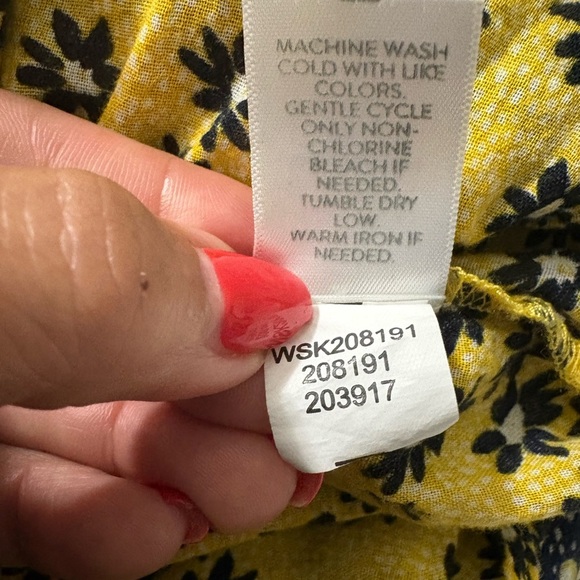 MACHINE WASH
COLD WITH LIKE
COLORS.
GENTLE CYCLE
ONLY NON-
CHLORINE
BLEACH IF
NEEDED.
TUMBLE DRY
LOW.
WARM IRON IF
NEEDED.
WSK208191
208191
203917